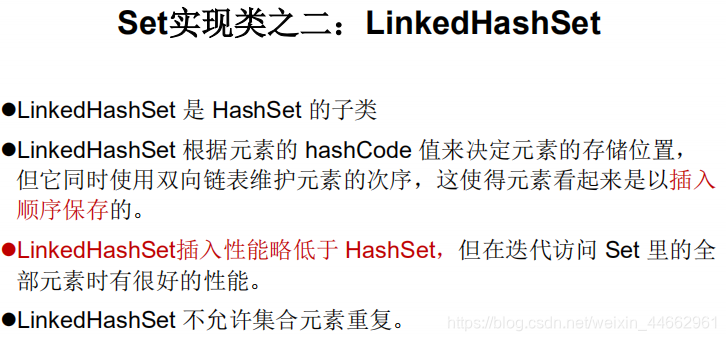 Set实现类之二：LinkedHashSet
●LinkedHashSet 是 HashSet 的子类
●LinkedHashSet 根据元素的 hashCode 值来决定元素的存储位置，
但它同时使用双向链表维护元素的次序，这使得元素看起来是以插入
顺序保存的。
●LinkedHashSet插入性能略低于 HashSet，但在迭代访问 Set 里的全
部元素时有很好的性能。
●LinkedHashSet 不允许集合元素重复。
https://blog.csdn.net/weixin_44662961